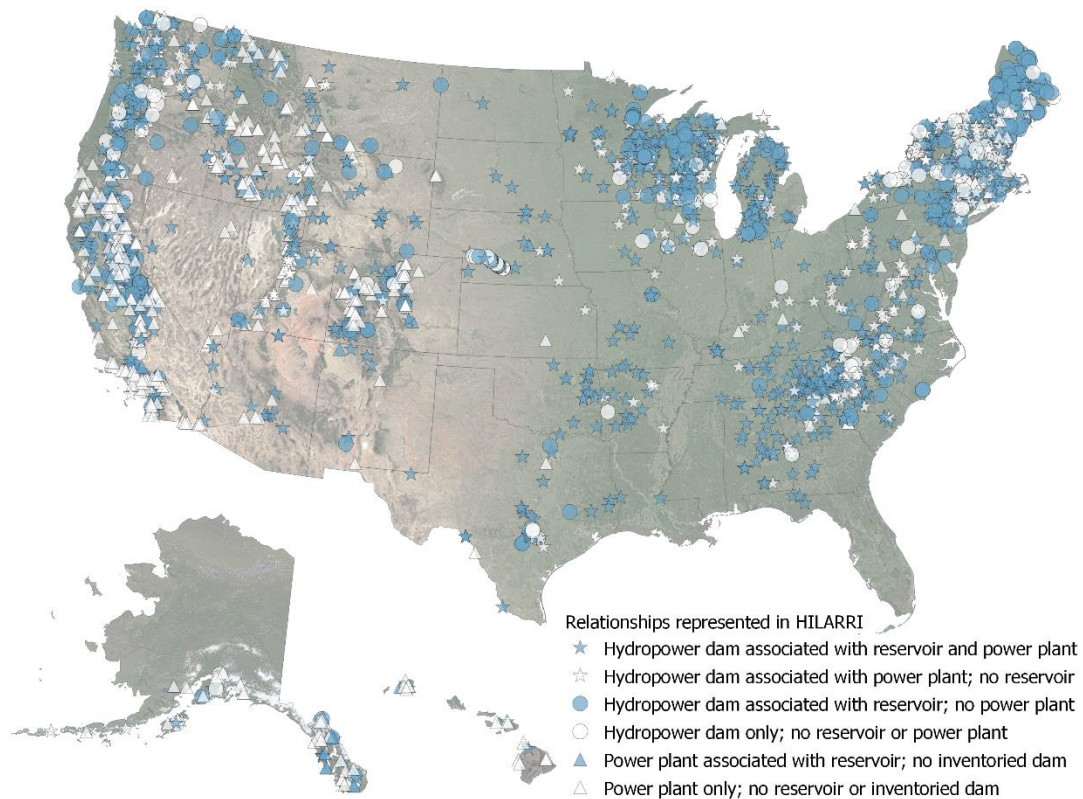 Relationships represented in HILARRI
Hydropower dam associated with reservoir and power plant
Hydropower dam associated with power plant; no reservoir
Hydropower dam associated with reservoir; no power plant
Hydropower dam only; no reservoir or power plant
Power plant associated with reservoir; no inventoried dam
Power plant only; no reservoir or inventoried dam